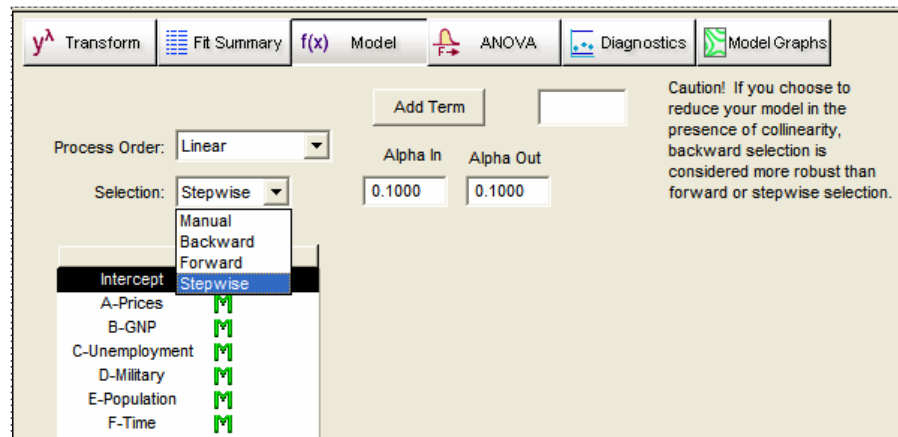 yλ Transform Fit Summary f(x) Model ANOVA Diagnostics Model Graphs
Add Term
Caution! If you choose to
reduce your model in the
presence of collinearity,
backward selection is
considered more robust than
forward or stepwise selection.
Process Order: Linear
Alpha In Alpha Out
Selection: Stepwise 0.1000 0.1000
Manual
Backward
Forward
Stepwise
Intercept
A-Prices M
B-GNP M
C-Unemployment M
D-Military M
E-Population M
F-Time M